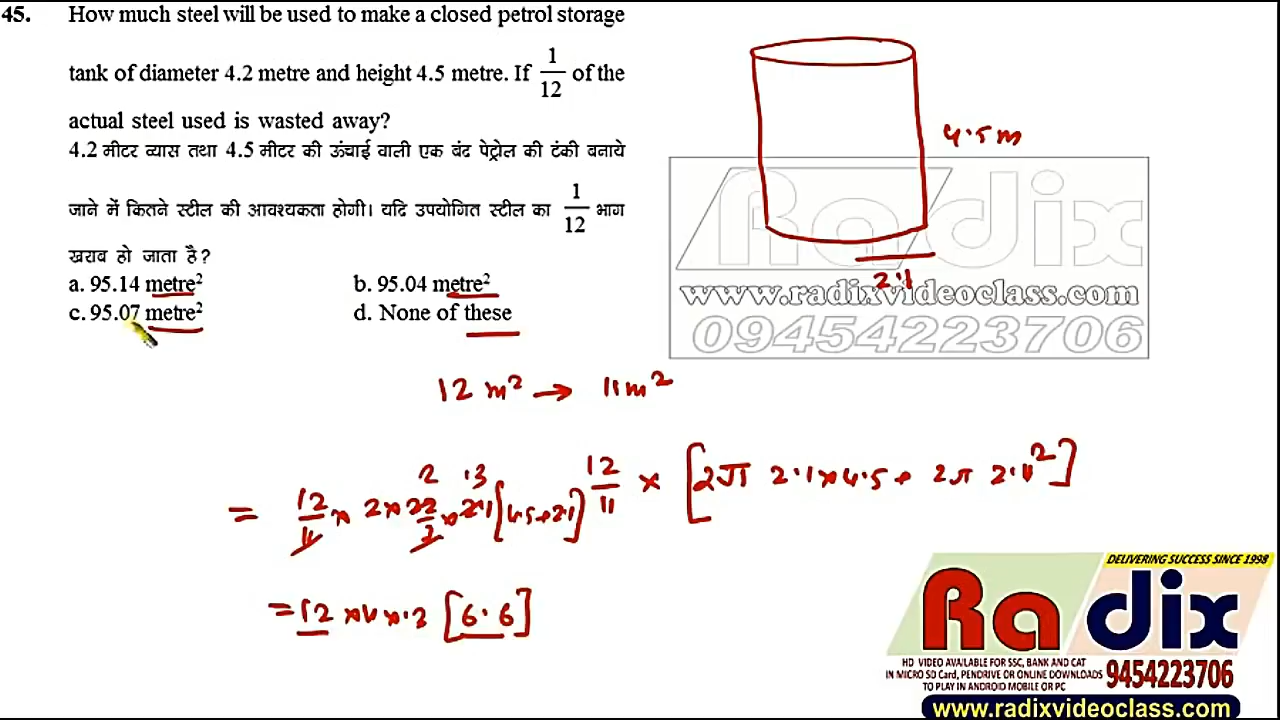 45. How much steel will be used to make a closed petrol storage
tank of diameter 4.2 metre and height 4.5 metre. If 1/12 of the
actual steel used is wasted away?
4.2 मीटर व्यास तथा 4.5 मीटर की ऊंचाई वाली एक बंद पेट्रोल की टंकी बनाये
जाने में कितने स्टील की आवश्यकता होगी। यदि उपयोगित स्टील का 1/12 भाग
खराब हो जाता है?
a. 95.14 metre² b. 95.04 metre²
c. 95.07 metre² d. None of these
4.5m
2.1
Radix
www.radixvideoclass.com
09454223706
12 m² → 11m²
12/11 × [2π 2.1×4.5 + 2π 2.1²]
= 12/11 × 2 × 22/7 × 2.1 [4.5+2.1]
2 .3
= 12 × 4 × .3 [6.6]
DELIVERING SUCCESS SINCE 1998
Radix
HD VIDEO AVAILABLE FOR SSC, BANK AND CAT
IN MICRO SD Card, PENDRIVE OR ONLINE DOWNLOADS
TO PLAY IN ANDROID MOBILE OR PC
9454223706
www.radixvideoclass.com